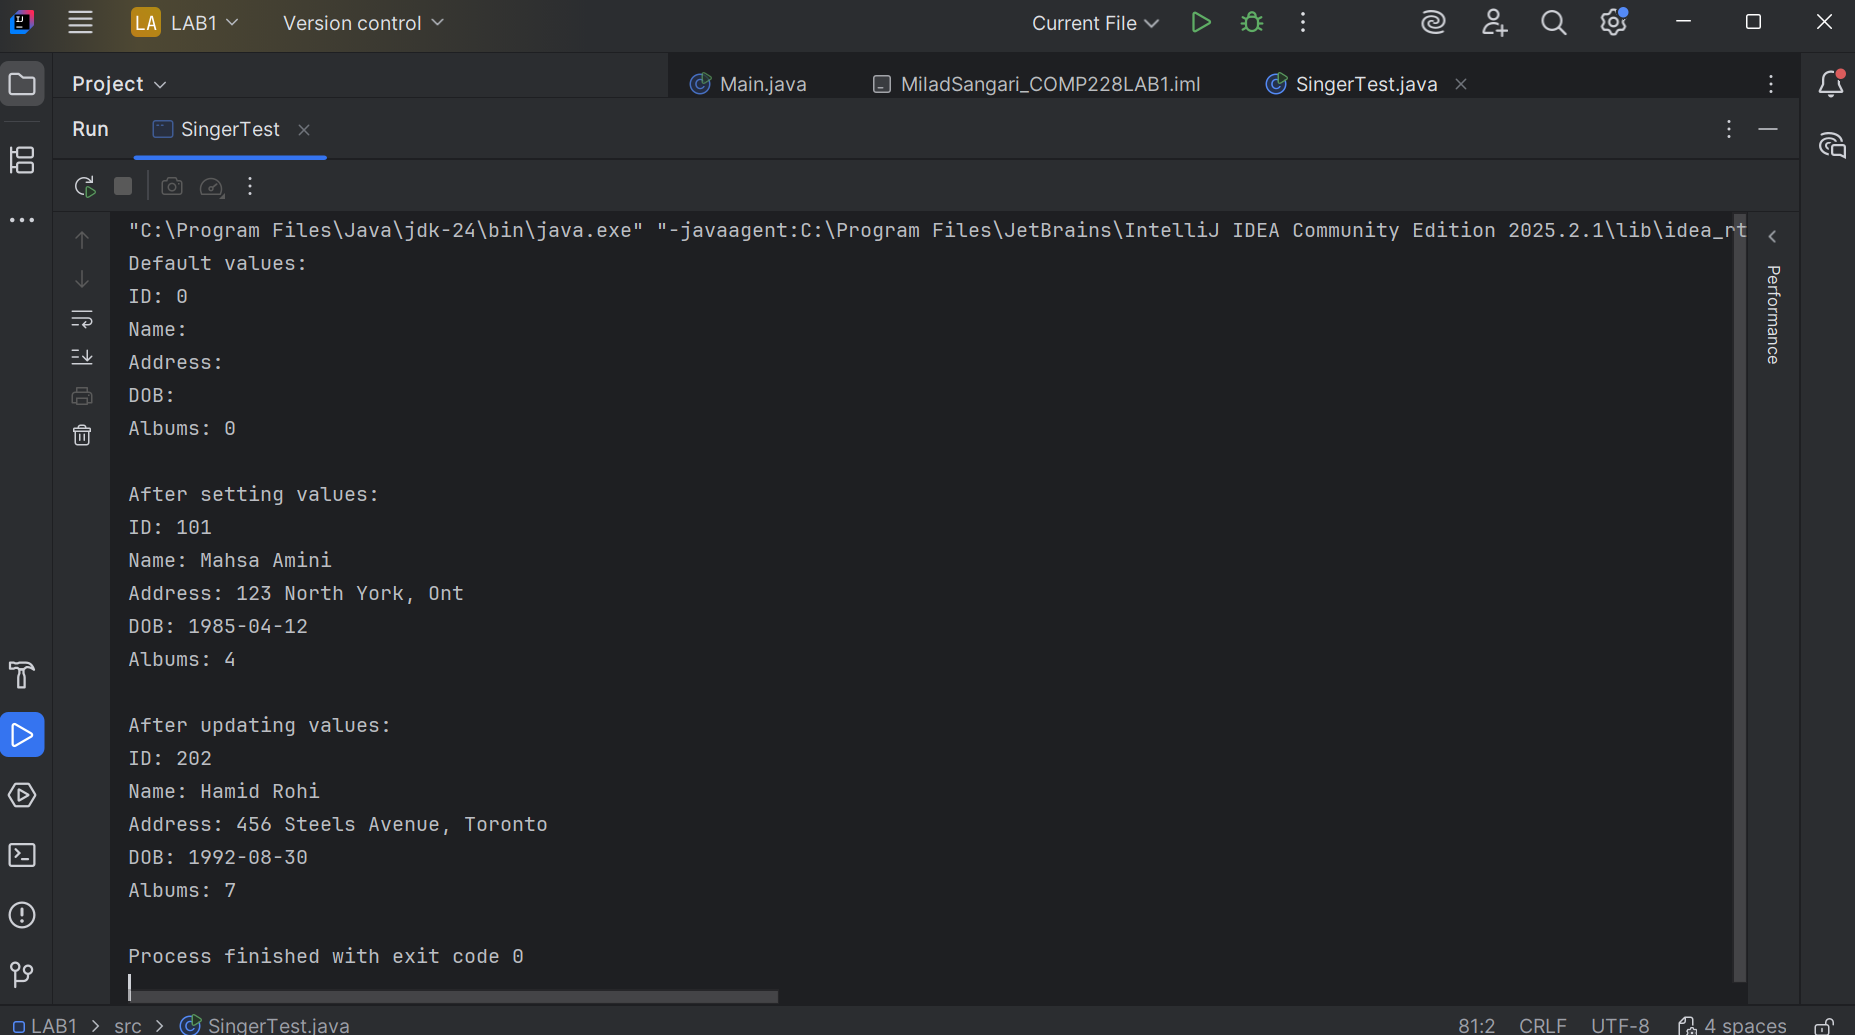 LA LAB1 Version control Current File
Project Main.java MiladSangari_COMP228LAB1.iml SingerTest.java
Run SingerTest
"C:\Program Files\Java\jdk-24\bin\java.exe" "-javaagent:C:\Program Files\JetBrains\IntelliJ IDEA Community Edition 2025.2.1\lib\idea_rt
Default values:
ID: 0
Name:
Address:
DOB:
Albums: 0
After setting values:
ID: 101
Name: Mahsa Amini
Address: 123 North York, Ont
DOB: 1985-04-12
Albums: 4
After updating values:
ID: 202
Name: Hamid Rohi
Address: 456 Steels Avenue, Toronto
DOB: 1992-08-30
Albums: 7
Process finished with exit code 0
Performance
LAB1 > src > SingerTest.java 81:2 CRLF UTF-8 4 spaces